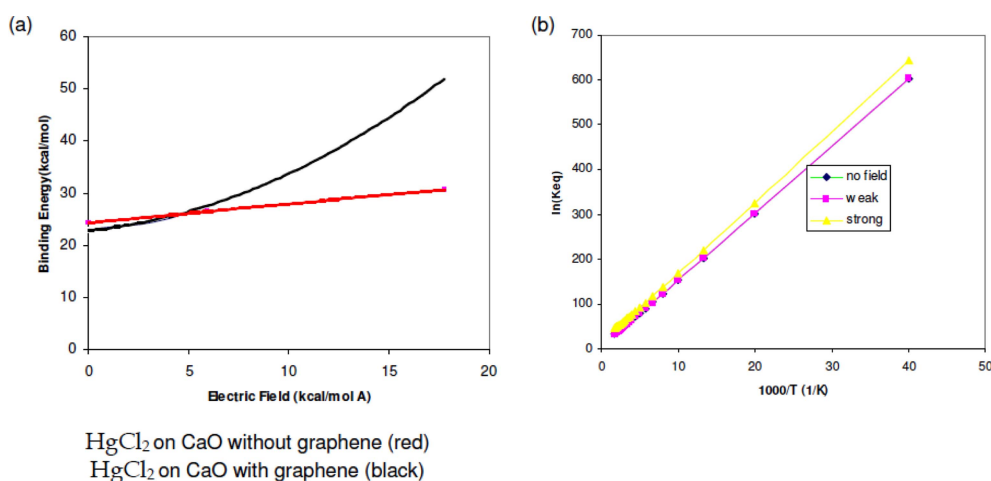 (a)
60
50
40
30
20
10
0
Binding Energy(kcal/mol)
0 5 10 15 20
Electric Field (kcal/mol A)
HgCl2 on CaO without graphene (red)
HgCl2 on CaO with graphene (black)
(b)
700
600
500
400
300
200
100
0
ln(Keq)
no field
weak
strong
0 10 20 30 40 50
1000/T (1/K)